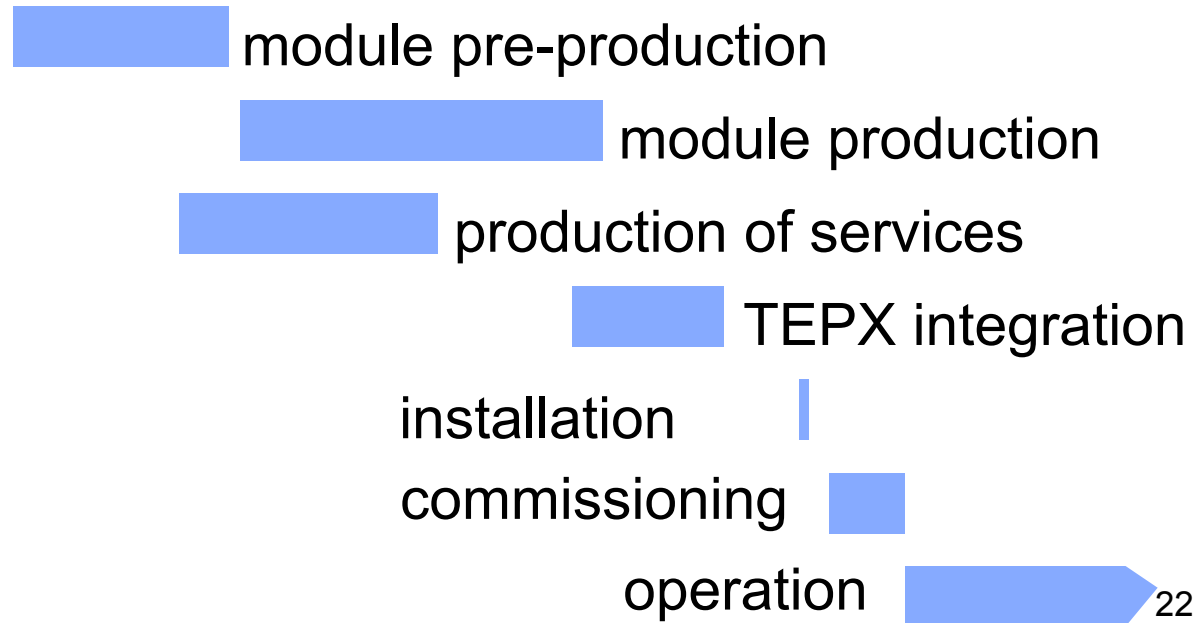 module pre-production
module production
production of services
TEPX integration
installation
commissioning
operation
22